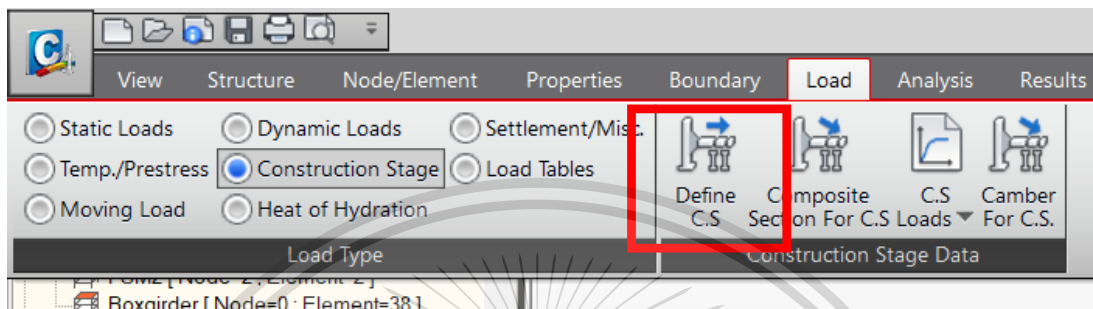 View Structure Node/Element Properties Boundary Load Analysis Results
Static Loads Dynamic Loads Settlement/Misc.
Temp./Prestress Construction Stage Load Tables
Moving Load Heat of Hydration
Define C.S
Composite Section For C.S
C.S Loads
Camber For C.S.
Load Type Construction Stage Data
Boxgirder [ Node=0 ; Element=38 ]